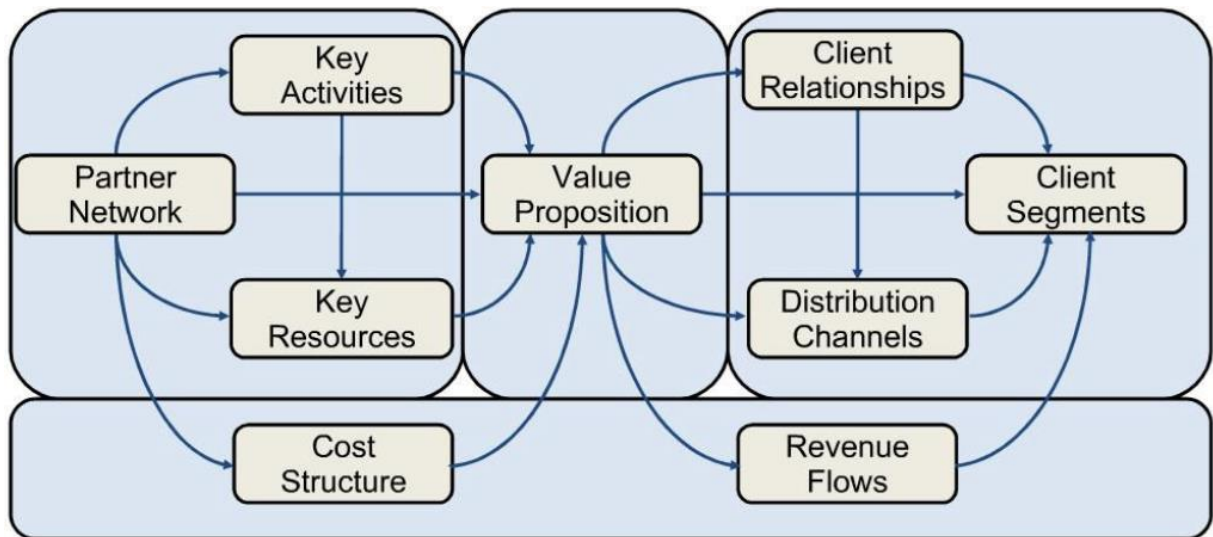 Key
Activities
Client
Relationships
Partner
Network
Value
Proposition
Client
Segments
Key
Resources
Distribution
Channels
Cost
Structure
Revenue
Flows